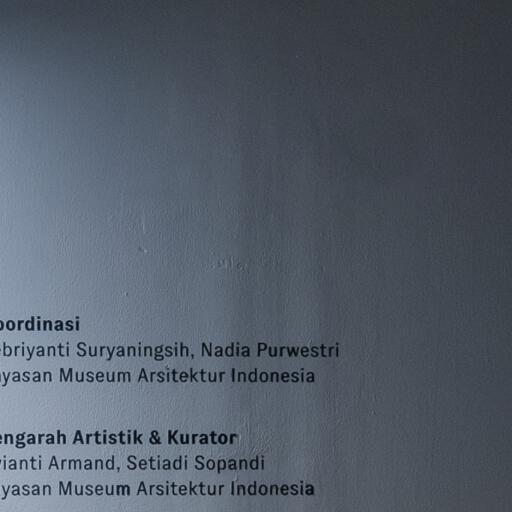 oordinasi
ebriyanti Suryaningsih, Nadia Purwestri
ayasan Museum Arsitektur Indonesia
engarah Artistik & Kurator
vianti Armand, Setiadi Sopandi
ayasan Museum Arsitektur Indonesia